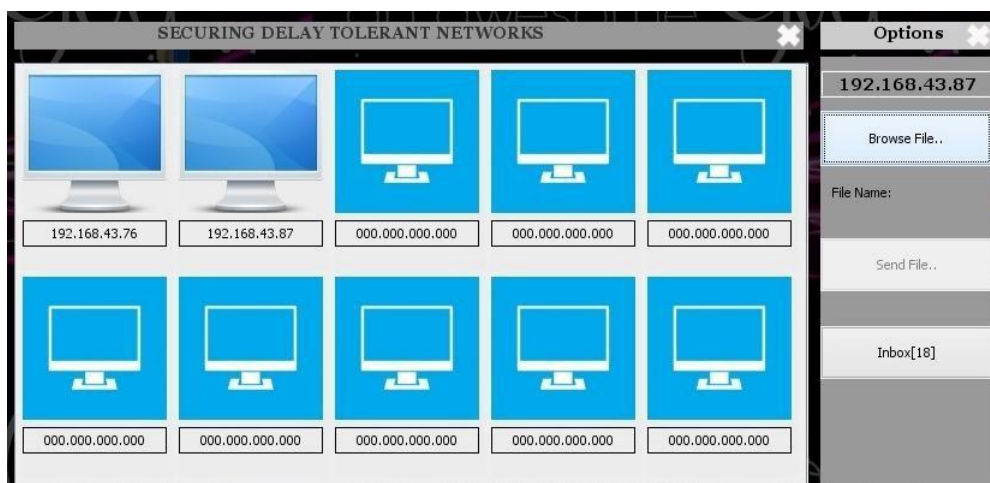 SECURING DELAY TOLERANT NETWORKS
192.168.43.76
192.168.43.87
000.000.000.000
000.000.000.000
000.000.000.000
000.000.000.000
000.000.000.000
000.000.000.000
000.000.000.000
000.000.000.000
Options
192.168.43.87
Browse File..
File Name:
Send File..
Inbox[18]